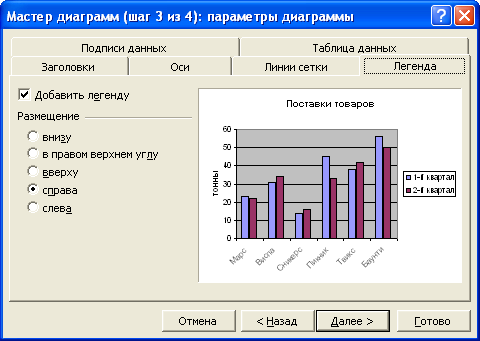 Мастер диаграмм (шаг 3 из 4): параметры диаграммы
Подписи данных
Таблица данных
Заголовки
Оси
Линии сетки
Легенда
Добавить легенду
Размещение
внизу
в правом верхнем углу
вверху
справа
слева
Поставки товаров
тонны
60
50
40
30
20
10
0
Марс
Виспа
Сникерс
Пикник
Твикс
Баунти
1-й квартал
2-й квартал
Отмена
< Назад
Далее >
Готово